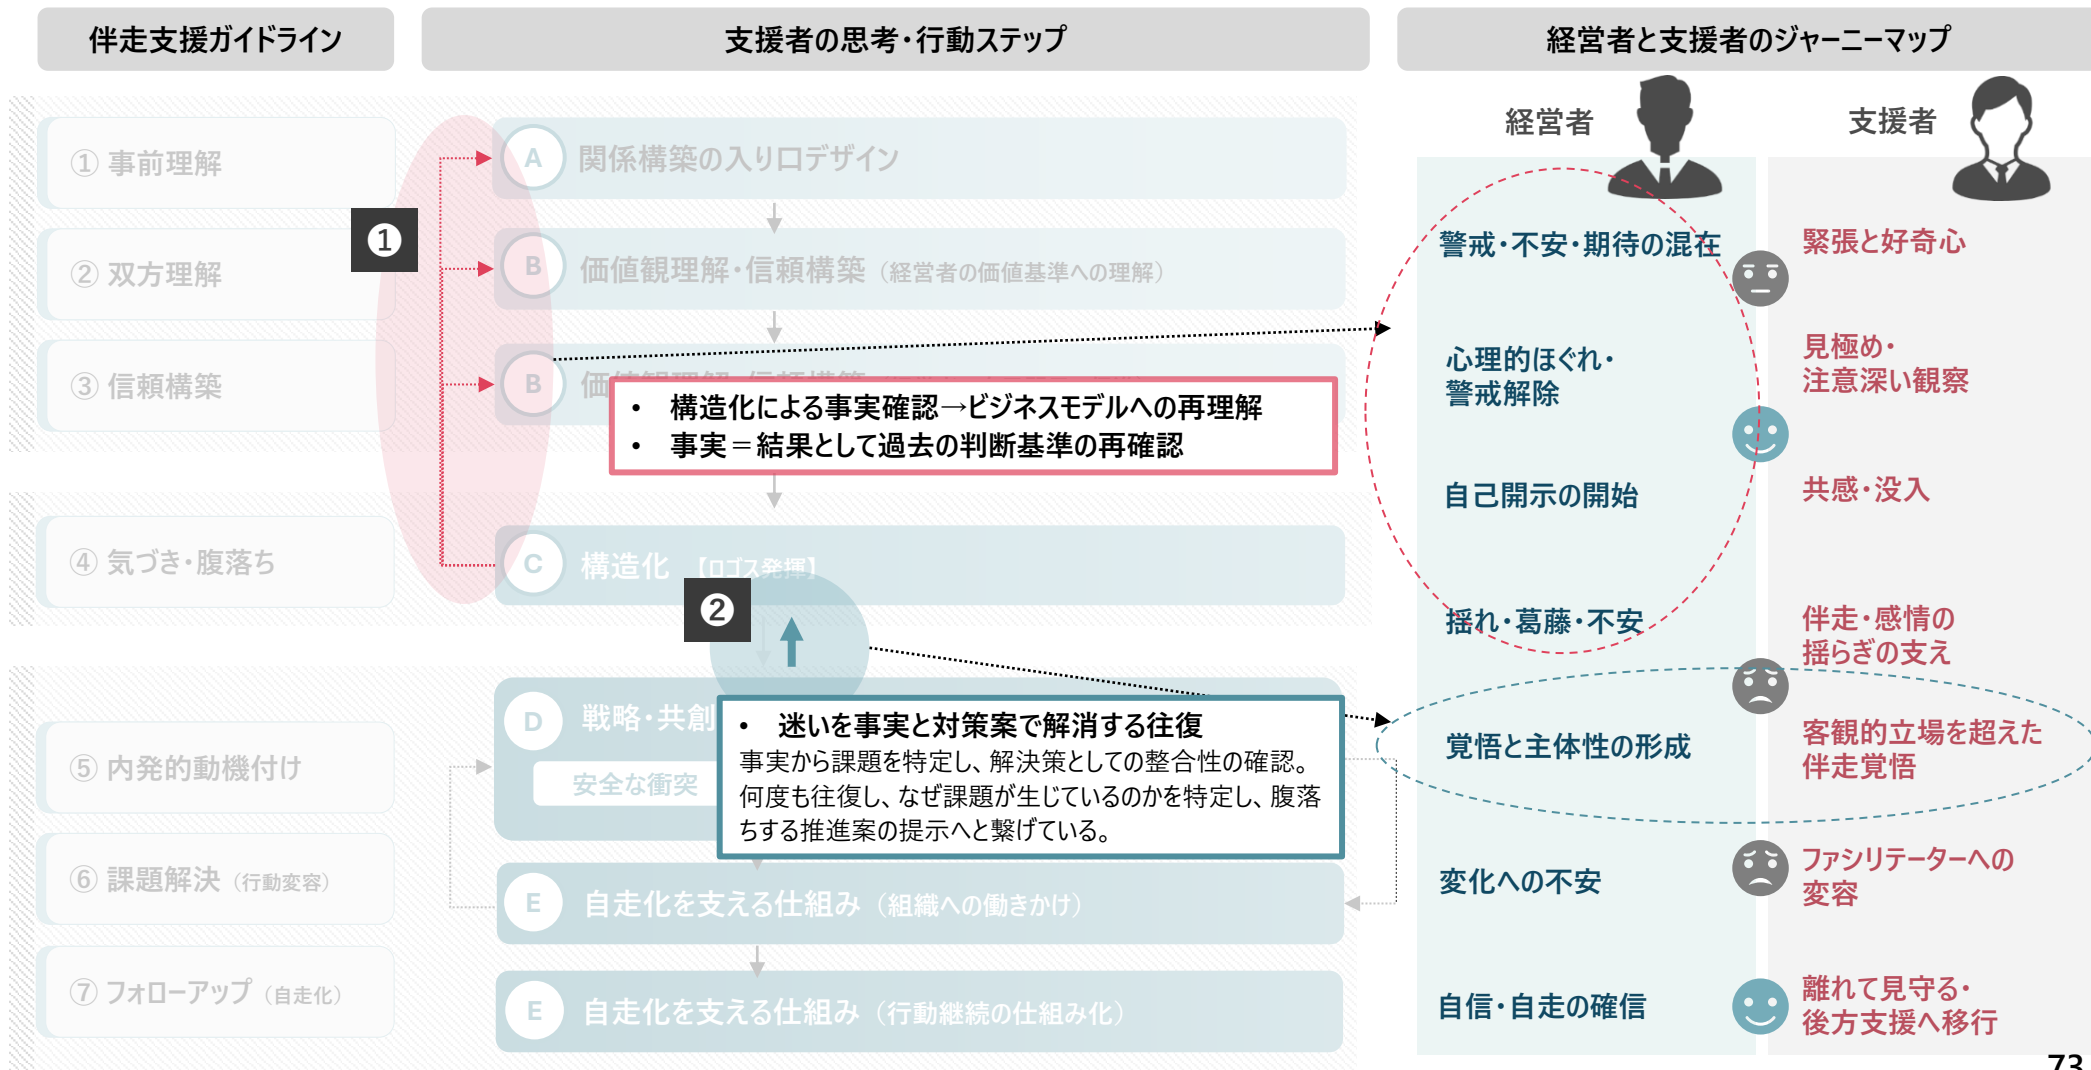 伴走支援ガイドライン
支援者の思考・行動ステップ
経営者と支援者のジャーニーマップ
① 事前理解
② 双方理解
③ 信頼構築
④ 気づき・腹落ち
⑤ 内発的動機付け
⑥ 課題解決（行動変容）
⑦ フォローアップ（自走化）
❶
A 関係構築の入り口デザイン
B 価値観理解・信頼構築（経営者の価値基準への理解）
B
• 構造化による事実確認→ビジネスモデルへの再理解
• 事実＝結果として過去の判断基準の再確認
C 構造化 【ロゴス発揮】
❷
D 戦略・共創
安全な衝突
• 迷いを事実と対策案で解消する往復
事実から課題を特定し、解決策としての整合性の確認。
何度も往復し、なぜ課題が生じているのかを特定し、腹落
ちする推進案の提示へと繋げている。
E 自走化を支える仕組み（組織への働きかけ）
E 自走化を支える仕組み（行動継続の仕組み化）
経営者
支援者
警戒・不安・期待の混在
緊張と好奇心
心理的ほぐれ・
警戒解除
見極め・
注意深い観察
自己開示の開始
共感・没入
揺れ・葛藤・不安
伴走・感情の
揺らぎの支え
覚悟と主体性の形成
客観的立場を超えた
伴走覚悟
変化への不安
ファシリテーターへの
変容
自信・自走の確信
離れて見守る・
後方支援へ移行
73